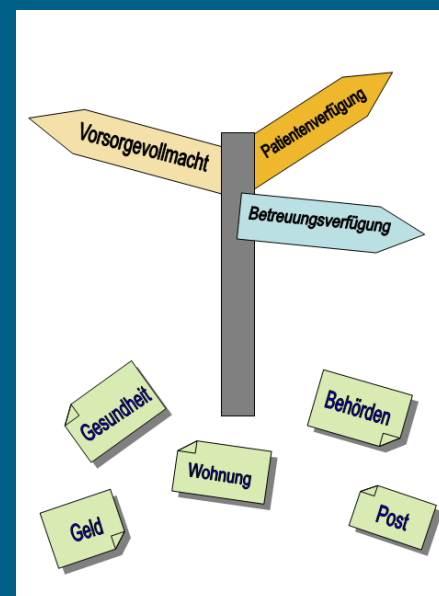 Vorsorgevollmacht
Patientenverfügung
Betreuungsverfügung
Gesundheit
Behörden
Wohnung
Geld
Post